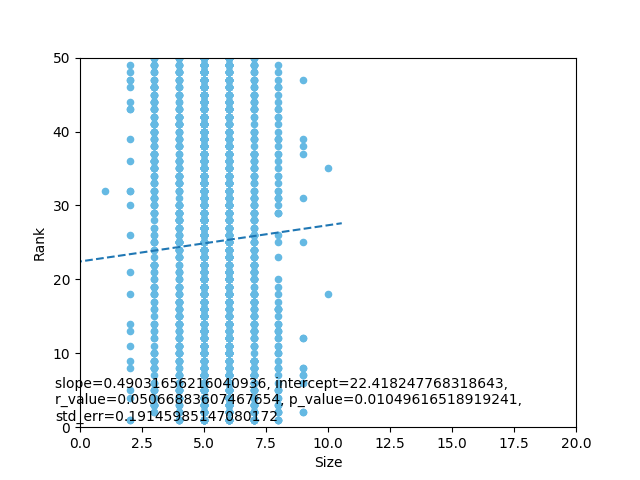 50
40
30
20
10
0
Rank
slope=0.49031656216040936, intercept=22.418247768318643,
r_value=0.05066883607467654, p_value=0.01049616518919241,
std_err=0.19145985147080172
0.0 2.5 5.0 7.5 10.0 12.5 15.0 17.5 20.0
Size